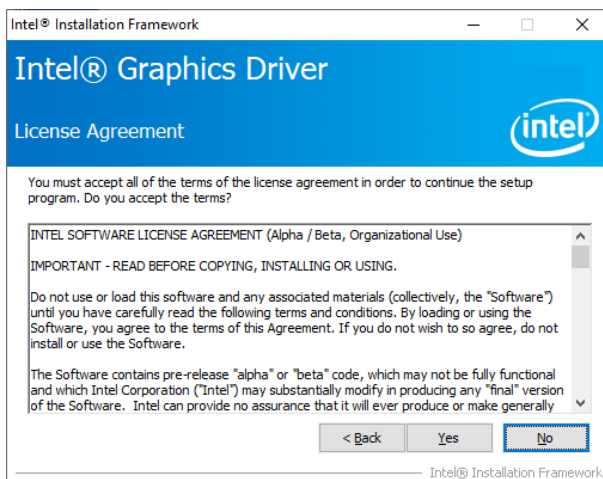 Intel® Installation Framework
Intel® Graphics Driver
License Agreement
intel
You must accept all of the terms of the license agreement in order to continue the setup
program. Do you accept the terms?
INTEL SOFTWARE LICENSE AGREEMENT (Alpha / Beta, Organizational Use)
IMPORTANT - READ BEFORE COPYING, INSTALLING OR USING.
Do not use or load this software and any associated materials (collectively, the "Software")
until you have carefully read the following terms and conditions. By loading or using the
Software, you agree to the terms of this Agreement. If you do not wish to so agree, do not
install or use the Software.
The Software contains pre-release "alpha" or "beta" code, which may not be fully functional
and which Intel Corporation ("Intel") may substantially modify in producing any "final" version
of the Software.  Intel can provide no assurance that it will ever produce or make generally
< Back
Yes
No
Intel® Installation Framework